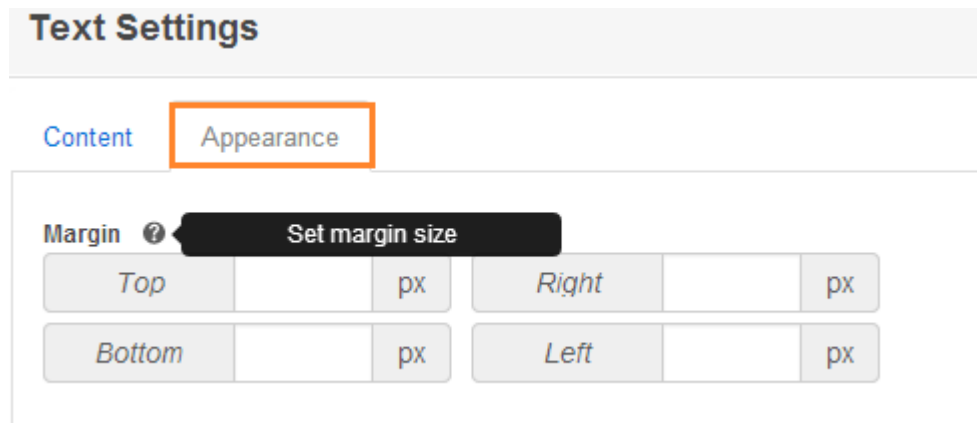 Text Settings
Content Appearance
Margin ? Set margin size
Top px Right px
Bottom px Left px